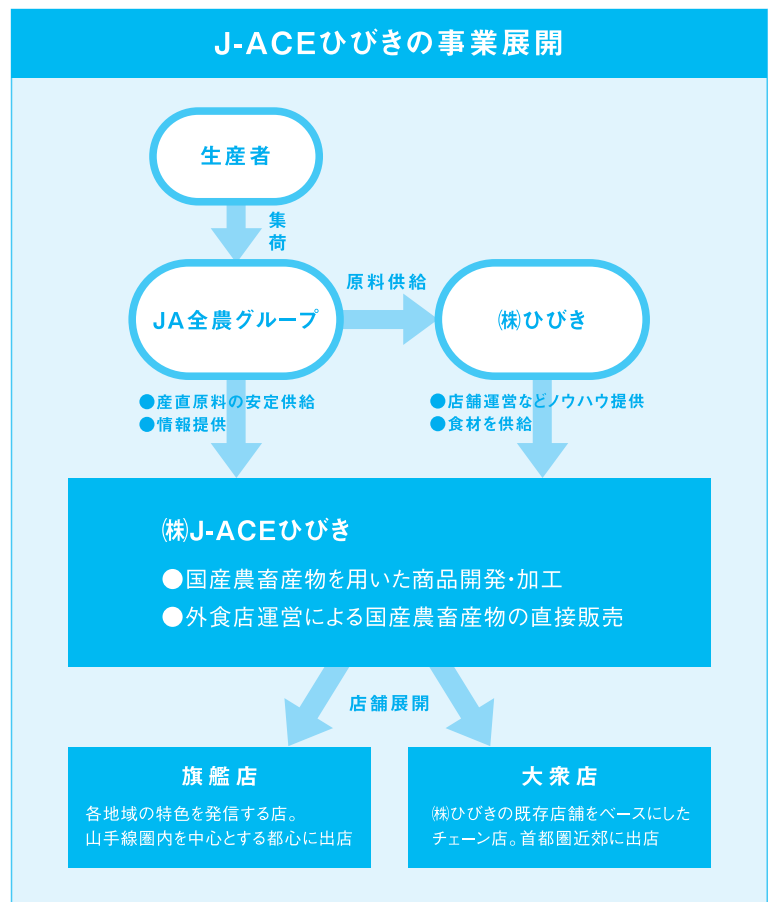 J-ACEひびきの事業展開
生産者
集
荷
JA全農グループ
原料供給
㈱ひびき
●産直原料の安定供給
●情報提供
●店舗運営などノウハウ提供
●食材を供給
㈱J-ACEひびき
●国産農畜産物を用いた商品開発・加工
●外食店運営による国産農畜産物の直接販売
店舗展開
旗艦店
各地域の特色を発信する店。
山手線圏内を中心とする都心に出店
大衆店
㈱ひびきの既存店舗をベースにした
チェーン店。首都圏近郊に出店